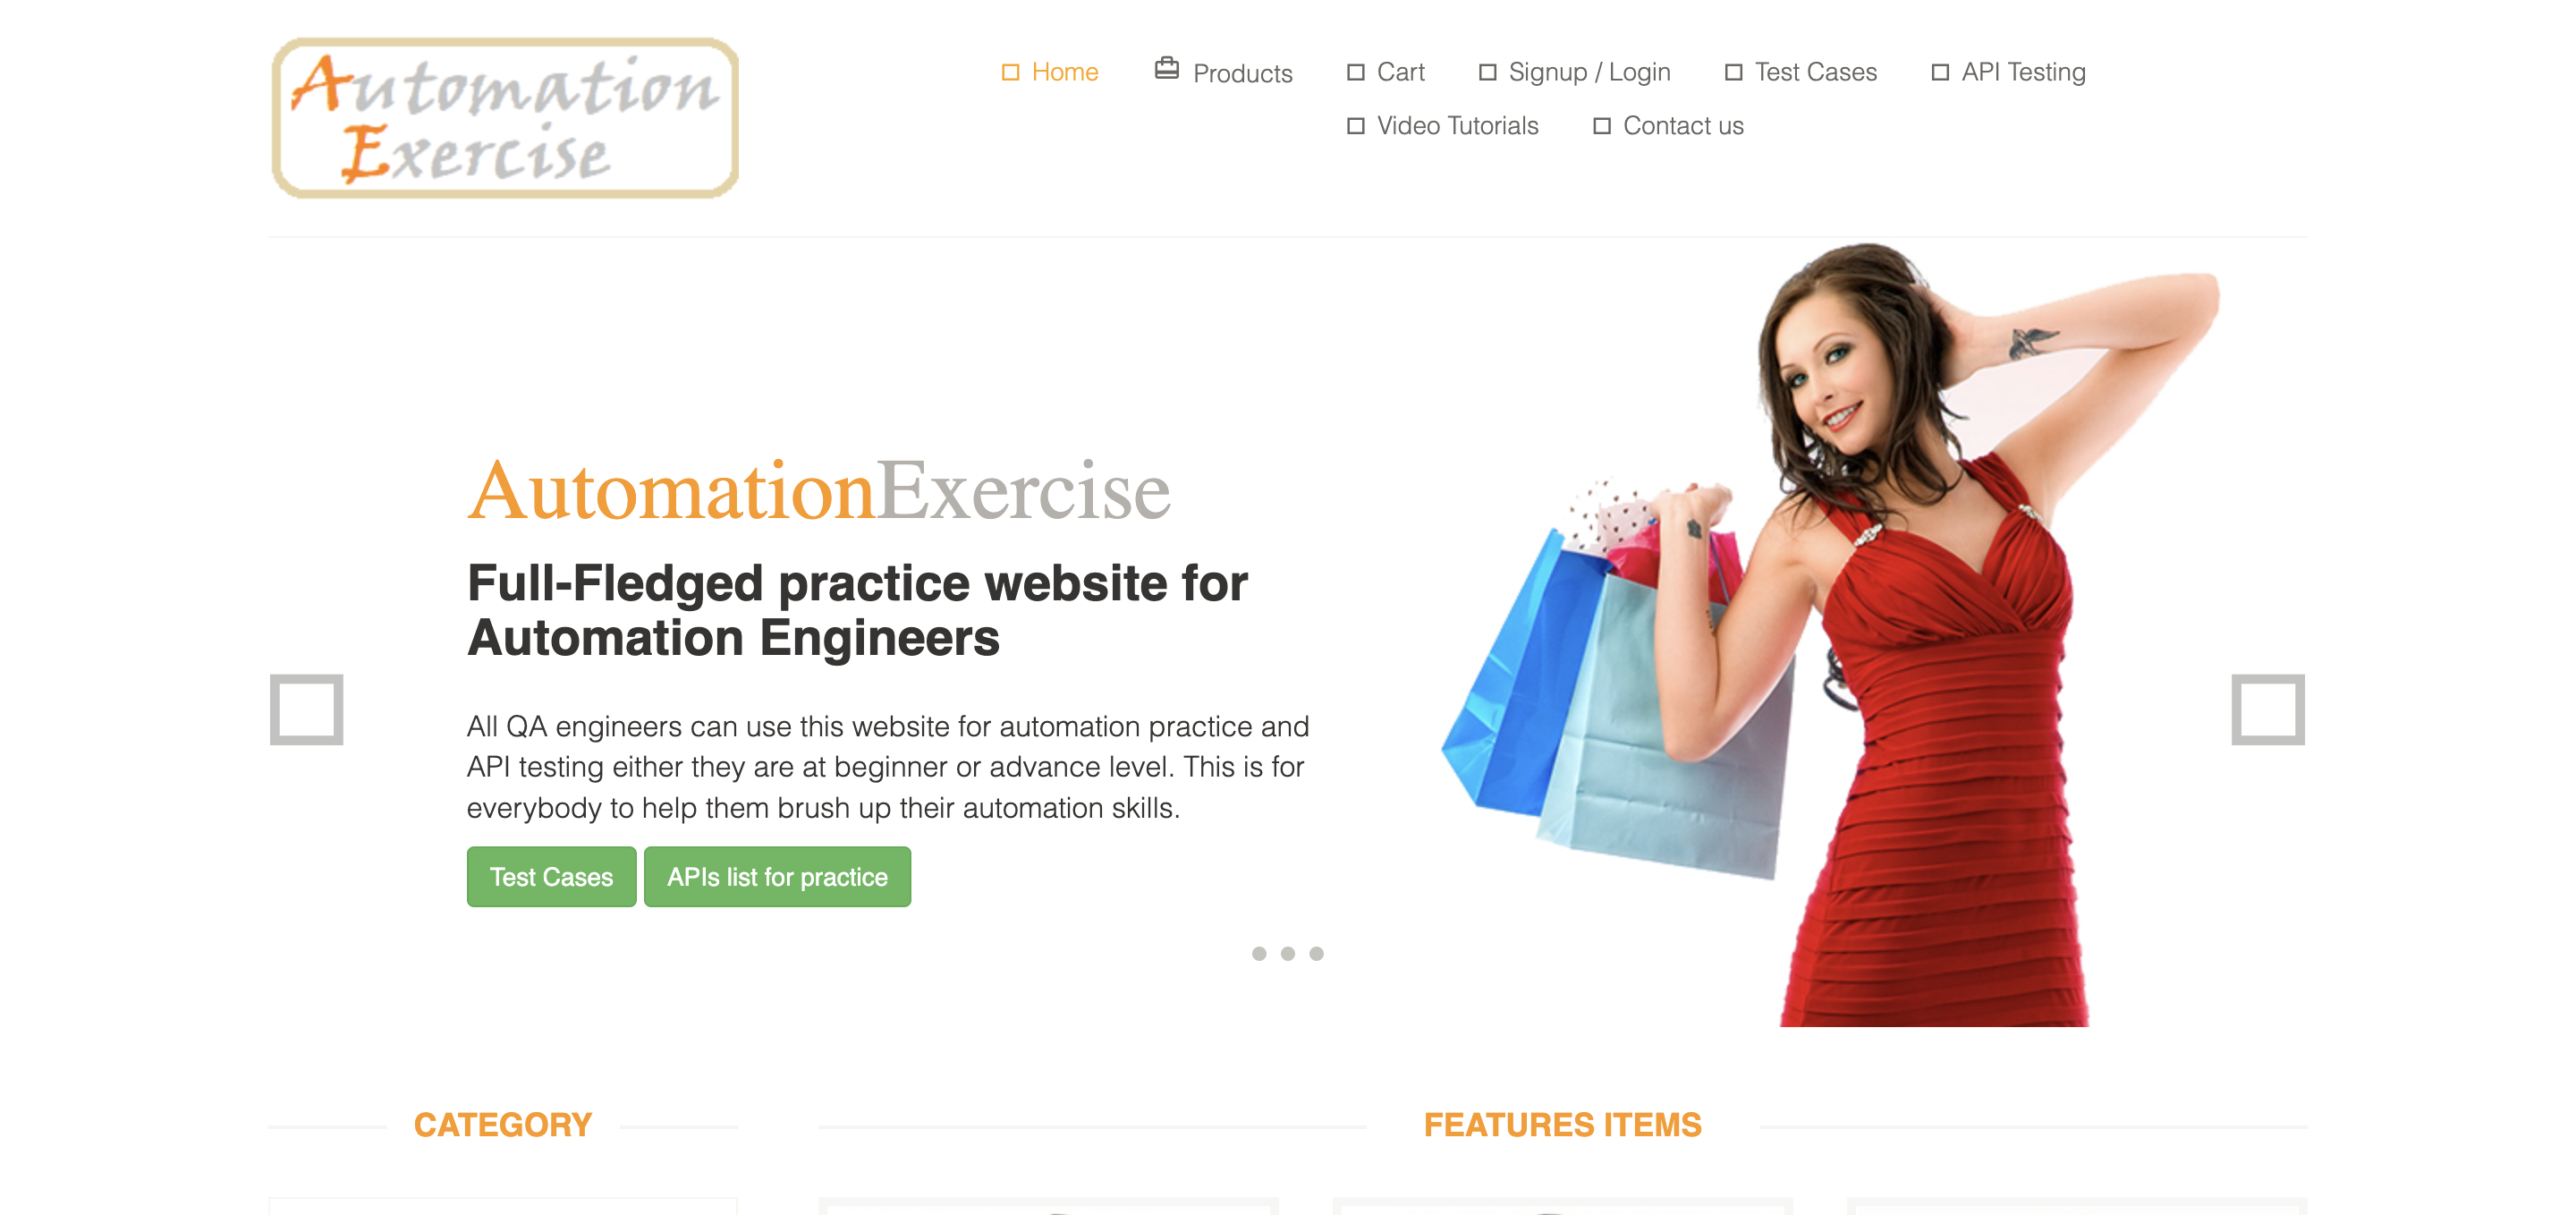 Automation
Exercise
Home Products Cart Signup / Login Test Cases API Testing
Video Tutorials Contact us
AutomationExercise
Full-Fledged practice website for
Automation Engineers
All QA engineers can use this website for automation practice and
API testing either they are at beginner or advance level. This is for
everybody to help them brush up their automation skills.
Test Cases APIs list for practice
CATEGORY
FEATURES ITEMS